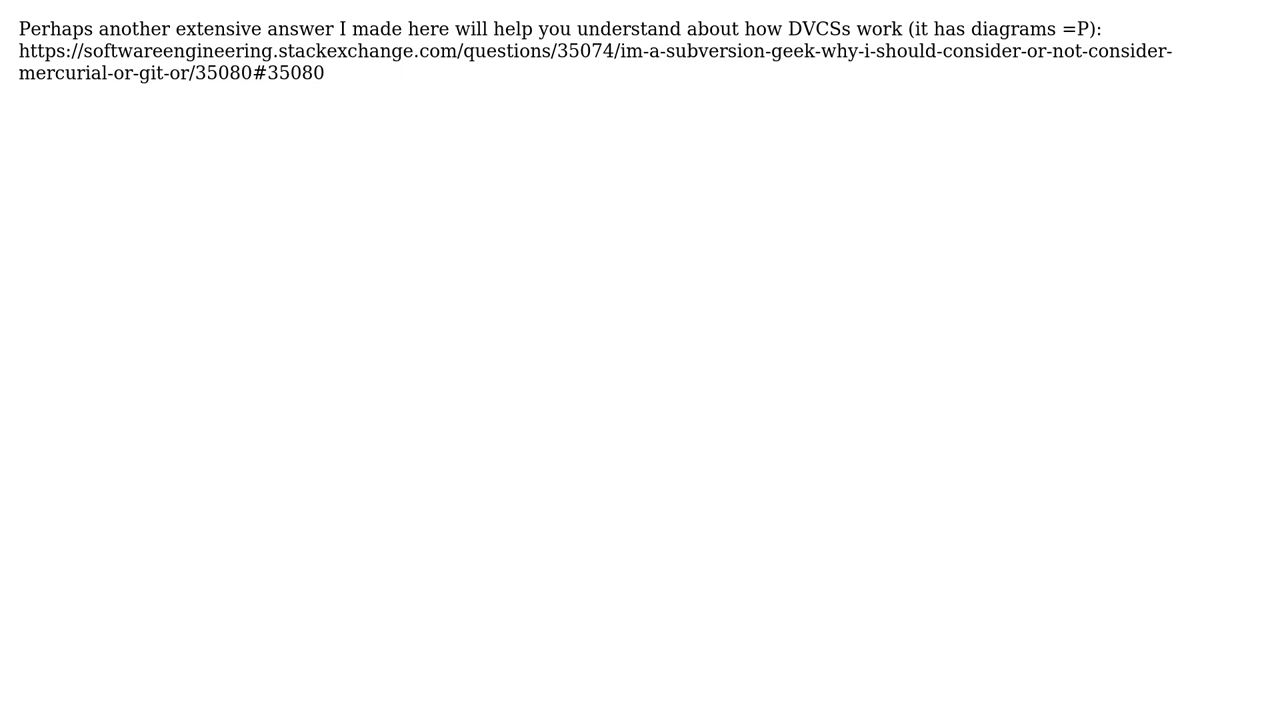 Perhaps another extensive answer I made here will help you understand about how DVCSs work (it has diagrams =P):
https://softwareengineering.stackexchange.com/questions/35074/im-a-subversion-geek-why-i-should-consider-or-not-consider-
mercurial-or-git-or/35080#35080